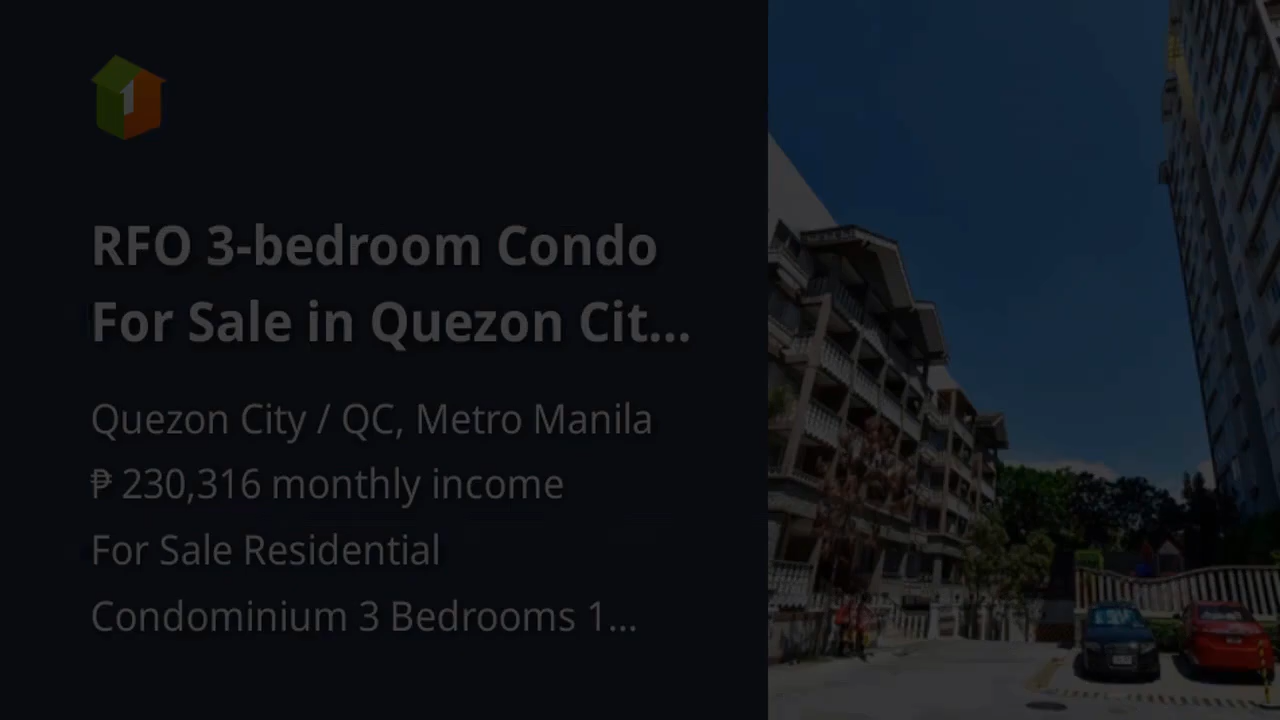 RFO 3-bedroom Condo
For Sale in Quezon Cit...
Quezon City / QC, Metro Manila
₱ 230,316 monthly income
For Sale Residential
Condominium 3 Bedrooms 1...